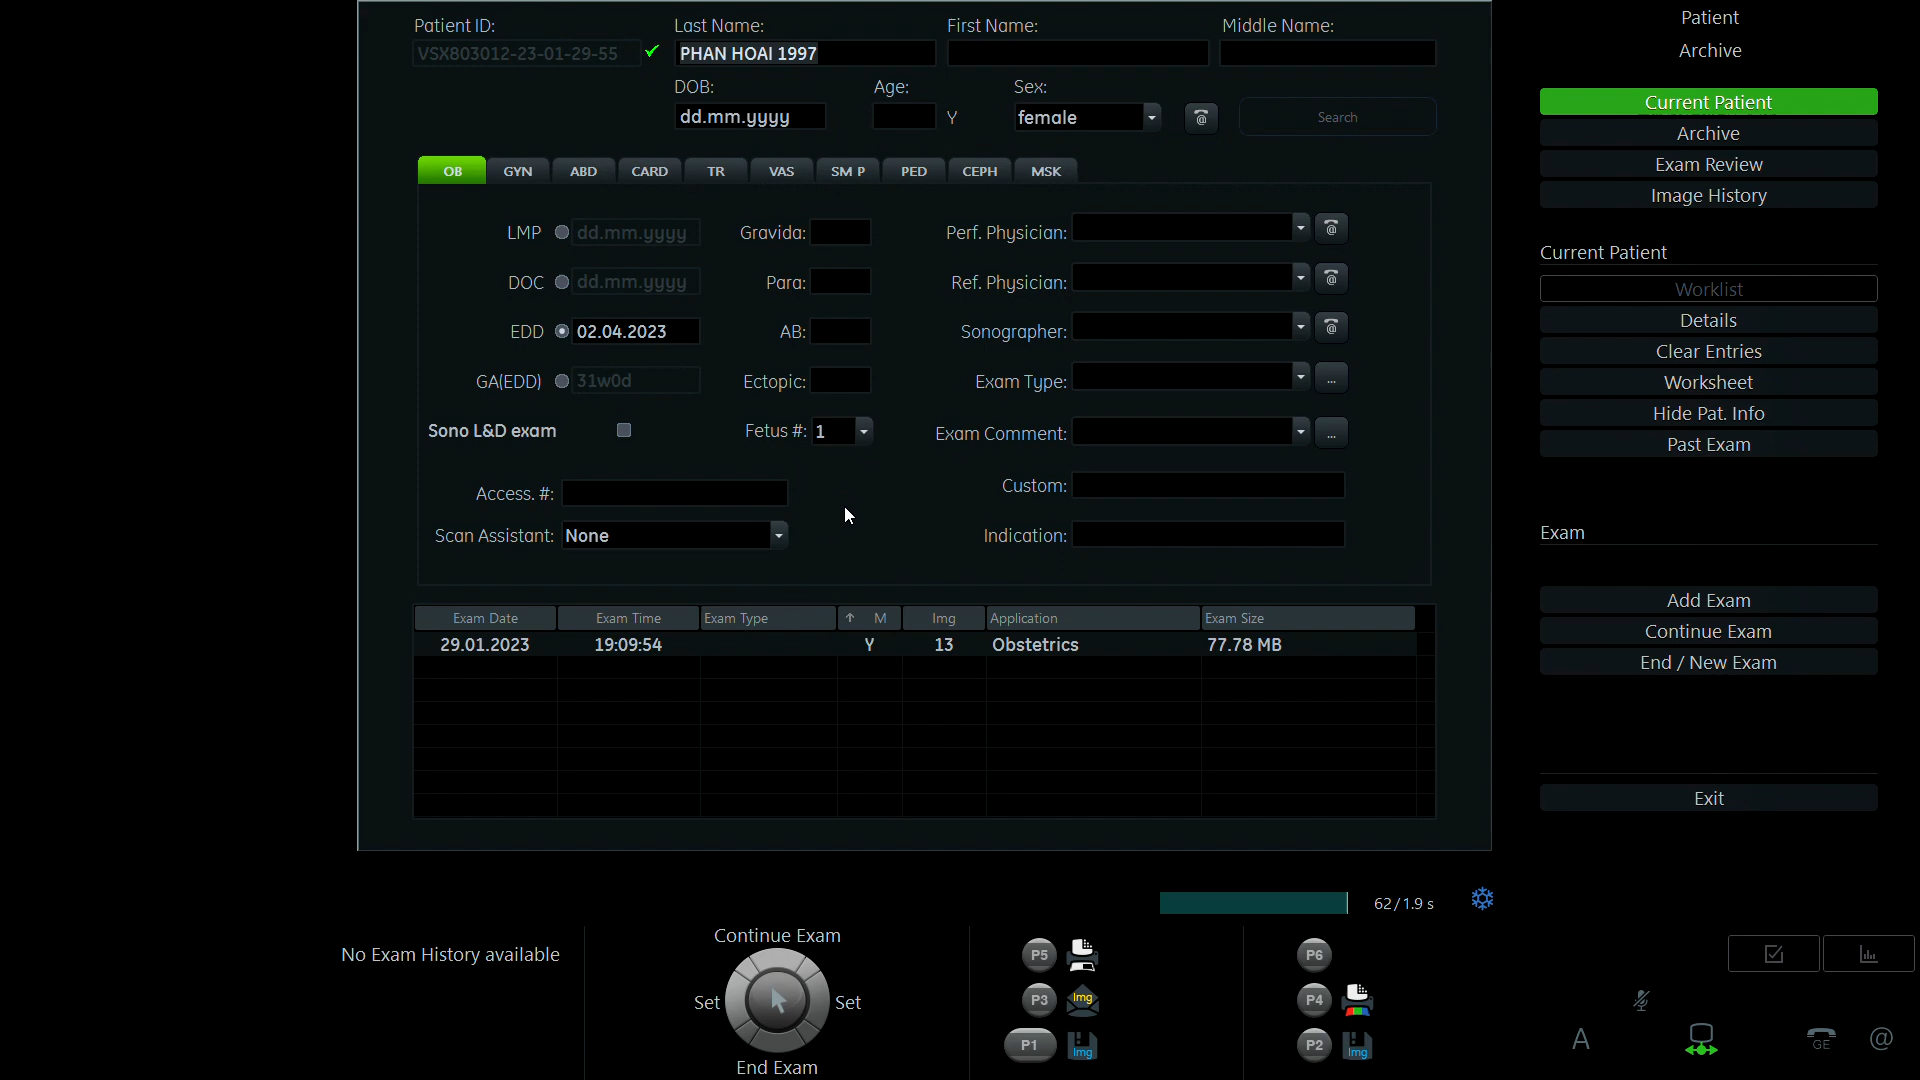 Patient ID: Last Name: First Name: Middle Name:
VSX803012-23-01-29-55 PHAN HOAI 1997
DOB: Age: Sex:
dd.mm.yyyy Y female @ Search
OB GYN ABD CARD TR VAS SM P PED CEPH MSK
LMP dd.mm.yyyy Gravida: Perf. Physician: @
DOC dd.mm.yyyy Para: Ref. Physician: @
EDD 02.04.2023 AB: Sonographer: @
GA(EDD) 31w0d Ectopic: Exam Type: ...
Sono L&D exam Fetus #: 1 Exam Comment: ...
Access. #: Custom:
Scan Assistant: None Indication:
Exam Date Exam Time Exam Type ↑ M Img Application Exam Size
29.01.2023 19:09:54 Y 13 Obstetrics 77.78 MB
62/1.9 s
No Exam History available
Continue Exam
Set Set
End Exam
P5 P6
P3 Img P4
P1 Img P2 Img
Patient
Archive
Current Patient
Archive
Exam Review
Image History
Current Patient
Worklist
Details
Clear Entries
Worksheet
Hide Pat. Info
Past Exam
Exam
Add Exam
Continue Exam
End / New Exam
Exit
A GE @